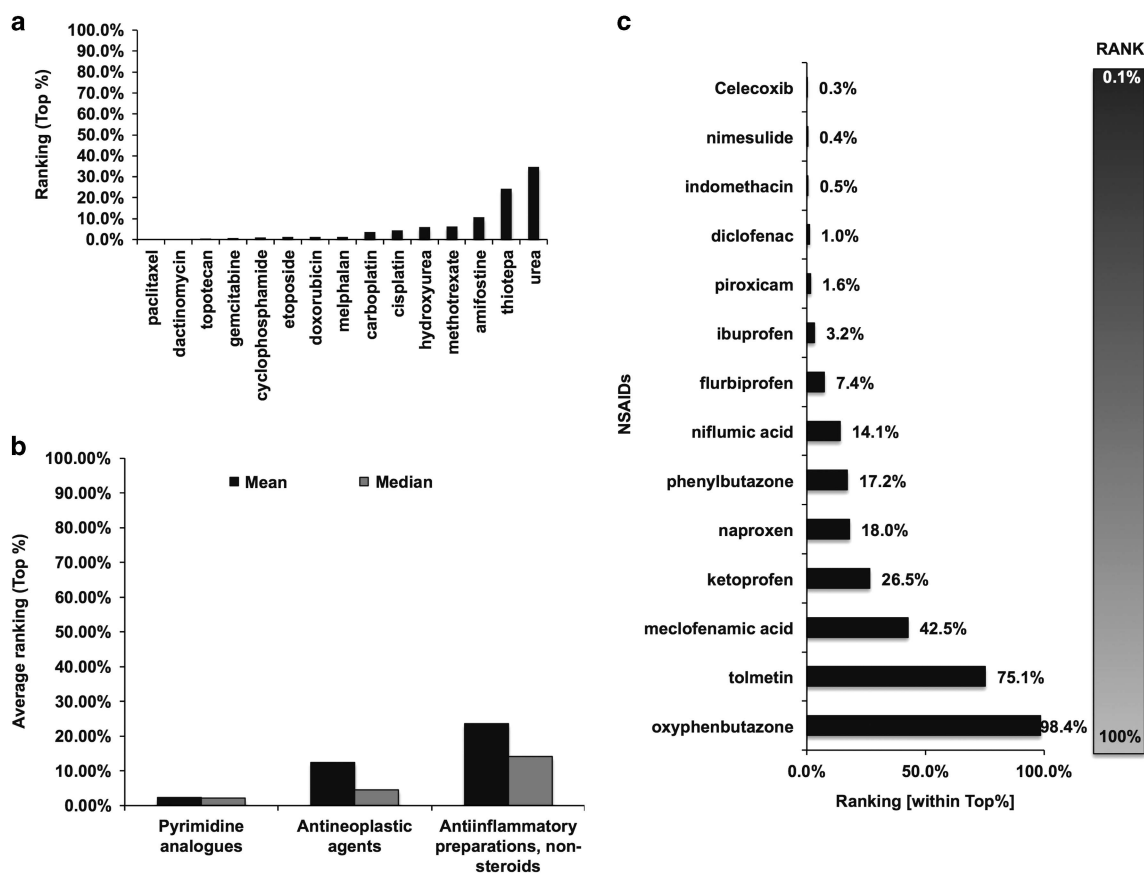 a
Ranking (Top %)
100.0%
90.0%
80.0%
70.0%
60.0%
50.0%
40.0%
30.0%
20.0%
10.0%
0.0%
paclitaxel
dactinomycin
topotecan
gemcitabine
cyclophosphamide
etoposide
doxorubicin
melphalan
carboplatin
cisplatin
hydroxyurea
methotrexate
amifostine
thiotepa
urea
b
Average ranking (Top %)
100.00%
90.00%
80.00%
70.00%
60.00%
50.00%
40.00%
30.00%
20.00%
10.00%
0.00%
Mean Median
Pyrimidine
analogues
Antineoplastic
agents
Antiinflammatory
preparations, non-
steroids
c
NSAIDs
Celecoxib 0.3%
nimesulide 0.4%
indomethacin 0.5%
diclofenac 1.0%
piroxicam 1.6%
ibuprofen 3.2%
flurbiprofen 7.4%
niflumic acid 14.1%
phenylbutazone 17.2%
naproxen 18.0%
ketoprofen 26.5%
meclofenamic acid 42.5%
tolmetin 75.1%
oxyphenbutazone 98.4%
0.0% 50.0% 100.0%
Ranking [within Top%]
RANK
0.1%
100%